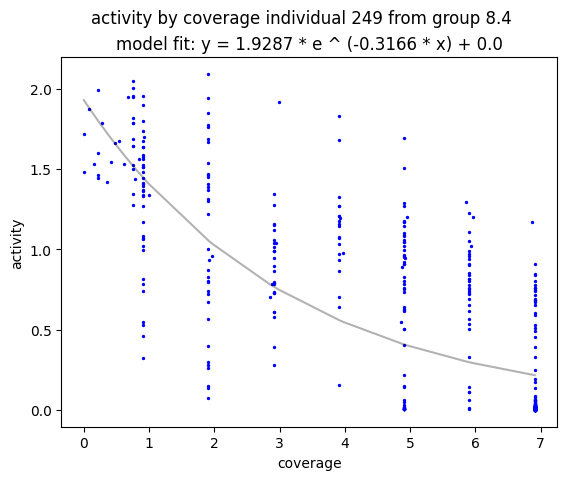 activity by coverage individual 249 from group 8.4
model fit: y = 1.9287 * e ^ (-0.3166 * x) + 0.0
2.0
1.5
1.0
0.5
0.0
activity
0 1 2 3 4 5 6 7
coverage